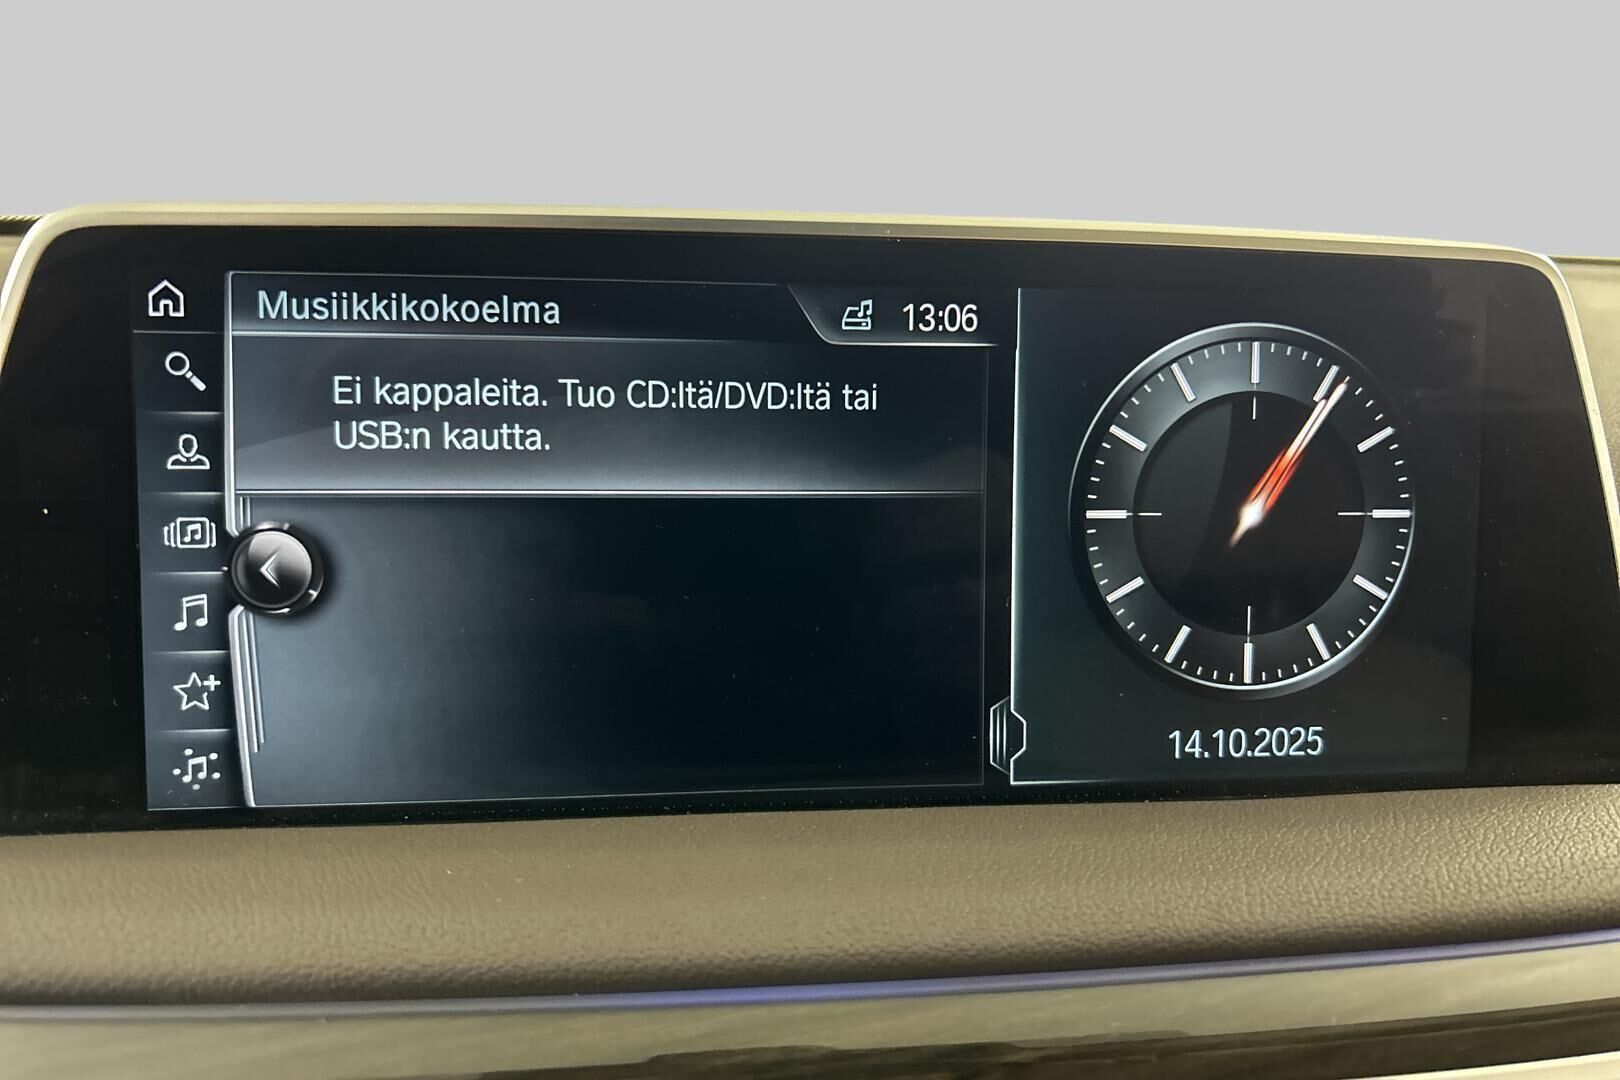 Musiikkikokoelma
13:06
Ei kappaleita. Tuo CD:ltä/DVD:ltä tai
USB:n kautta.
14.10.2025